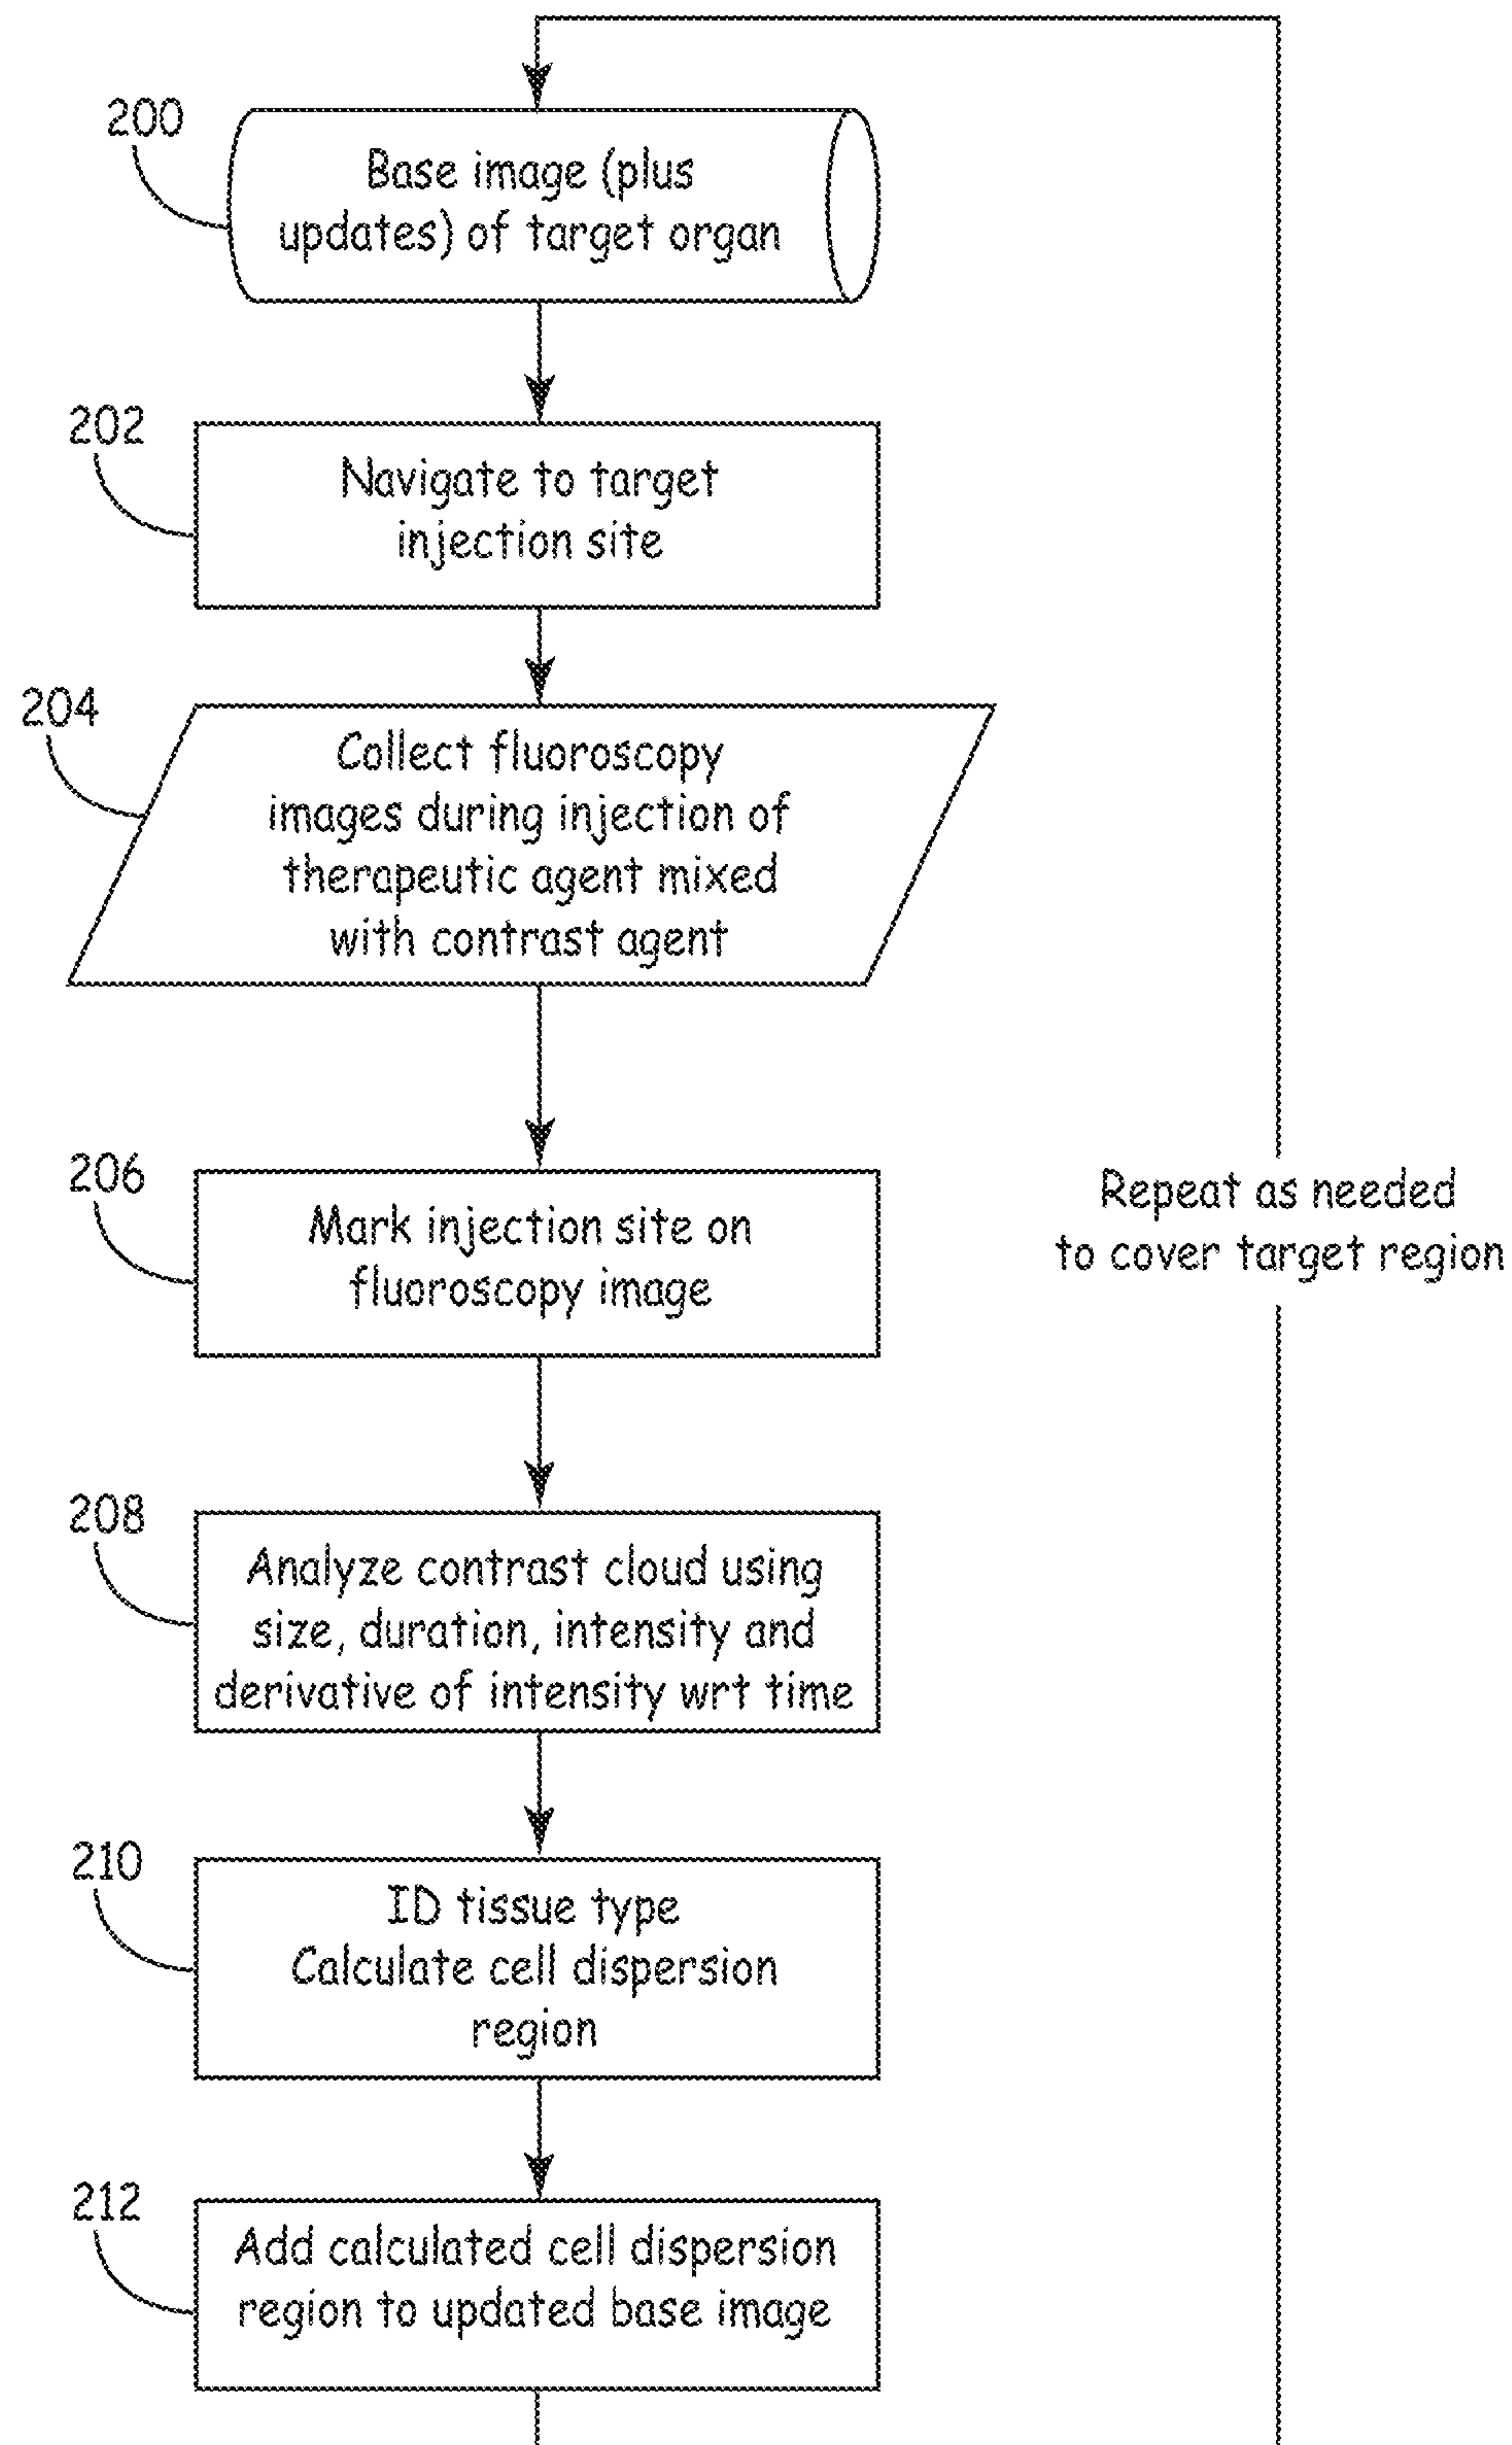 200
Base image (plus
updates) of target organ
202
Navigate to target
injection site
204
Collect fluoroscopy
images during injection of
therapeutic agent mixed
with contrast agent
206
Mark injection site on
fluoroscopy image
Repeat as needed
to cover target region
208
Analyze contrast cloud using
size, duration, intensity and
derivative of intensity wrt time
210
ID tissue type
Calculate cell dispersion
region
212
Add calculated cell dispersion
region to updated base image